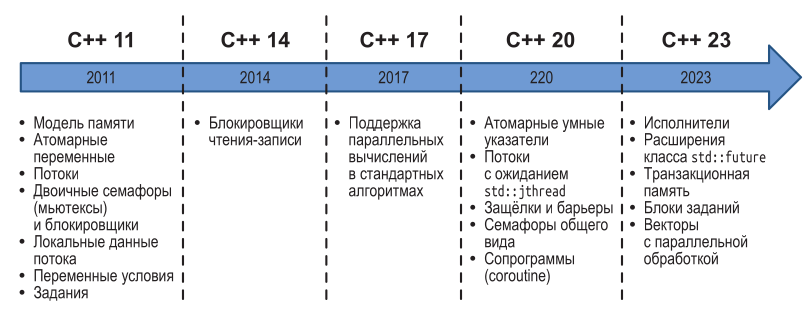 C++ 11
C++ 14
C++ 17
C++ 20
C++ 23
2011
2014
2017
220
2023
• Модель памяти
• Атомарные
переменные
• Потоки
• Двоичные семафоры
(мьютексы)
и блокировщики
• Локальные данные
потока
• Переменные условия
• Задания
• Блокировщики
чтения-записи
• Поддержка
параллельных
вычислений
в стандартных
алгоритмах
• Атомарные умные
указатели
• Потоки
с ожиданием
std::jthread
• Защёлки и барьеры
• Семафоры общего
вида
• Сопрограммы
(coroutine)
• Исполнители
• Расширения
класса std::future
• Транзакционная
память
• Блоки заданий
• Векторы
с параллельной
обработкой